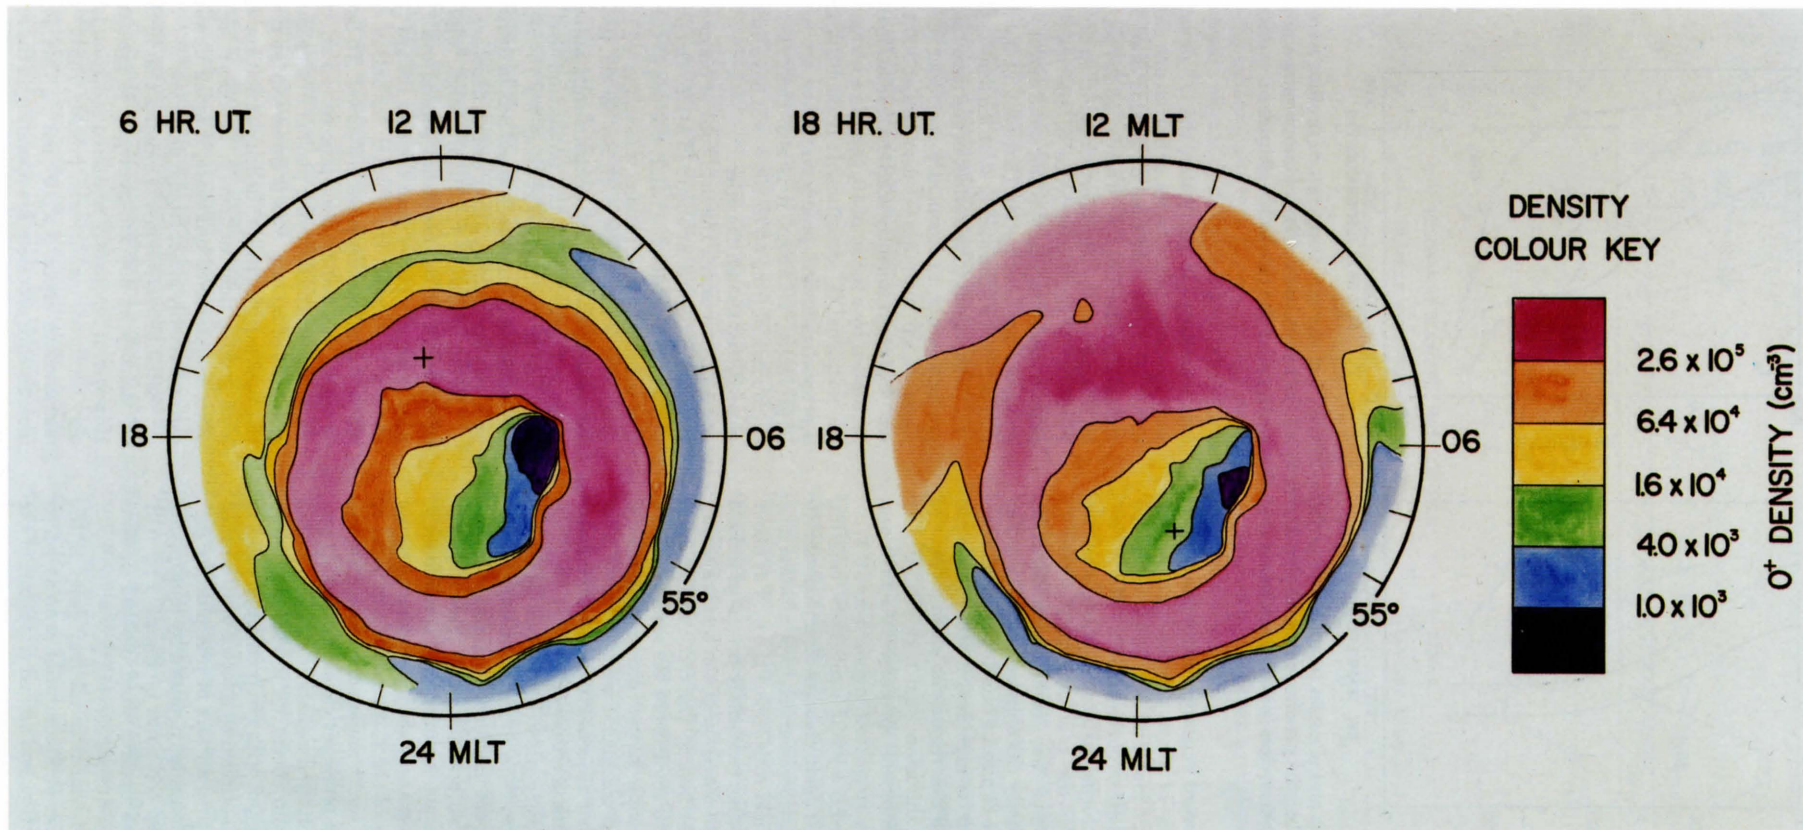 6 HR. UT.
12 MLT
18
06
55°
24 MLT
18 HR. UT.
12 MLT
18
06
55°
24 MLT
DENSITY
COLOUR KEY
2.6 x 10⁵
6.4 x 10⁴
1.6 x 10⁴
4.0 x 10³
1.0 x 10³
O⁺ DENSITY (cm⁻³)